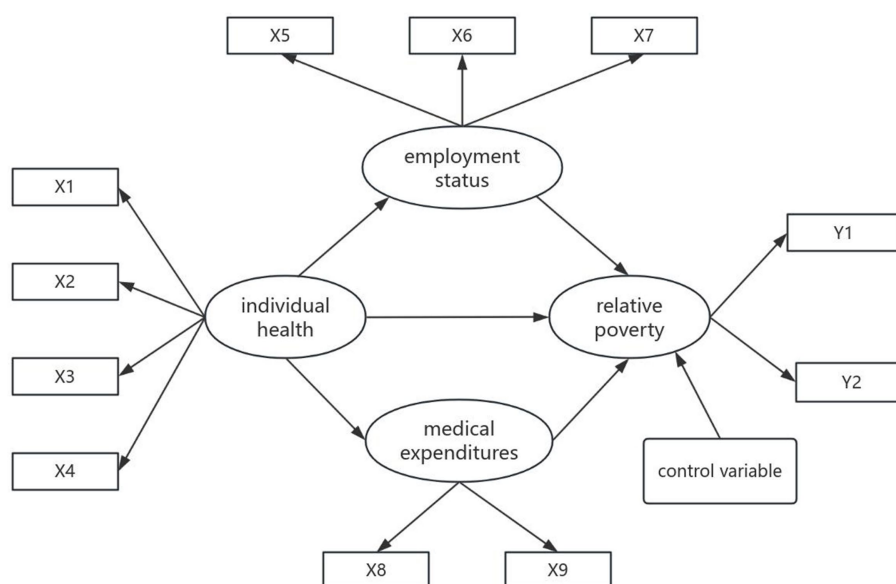 X5
X6
X7
employment
status
X1
X2
X3
X4
individual
health
relative
poverty
Y1
Y2
medical
expenditures
control variable
X8
X9